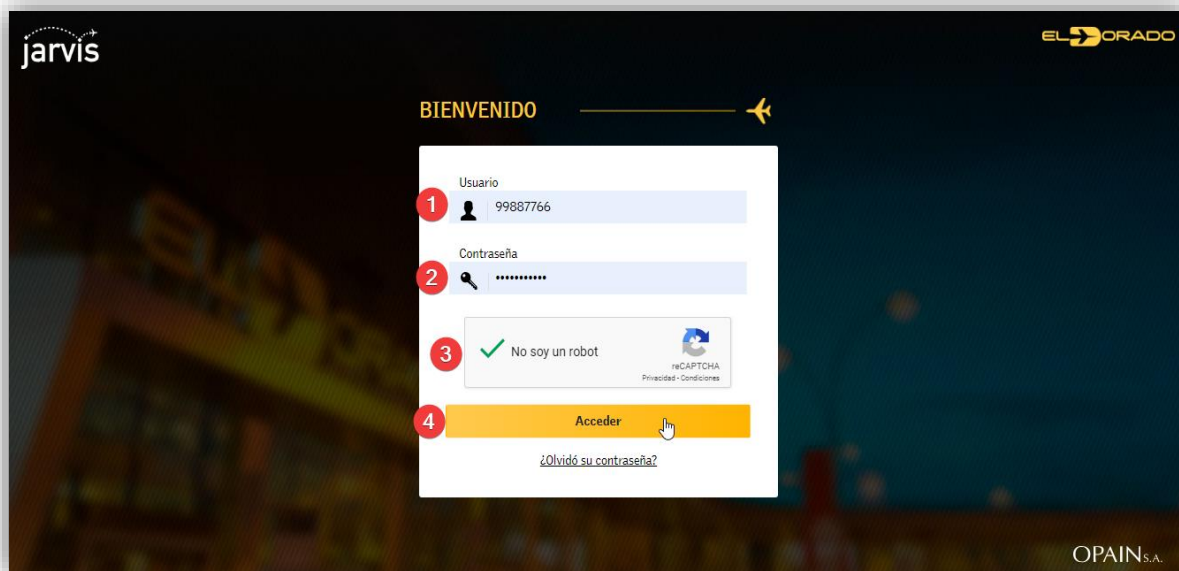 jarvis
EL DORADO
BIENVENIDO
Usuario
1
99887766
Contraseña
2
•••••••••••
3
No soy un robot
reCAPTCHA
Privacidad - Condiciones
4
Acceder
¿Olvidó su contraseña?
OPAIN S.A.